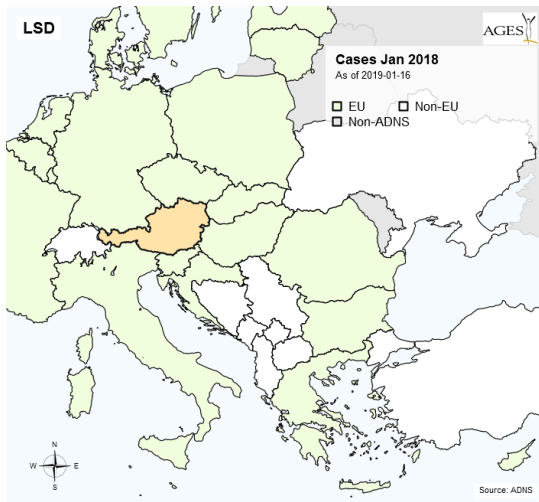 LSD
AGES
Cases Jan 2018
As of 2019-01-16
EU Non-EU
Non-ADNS
N
W E
S
Source: ADNS